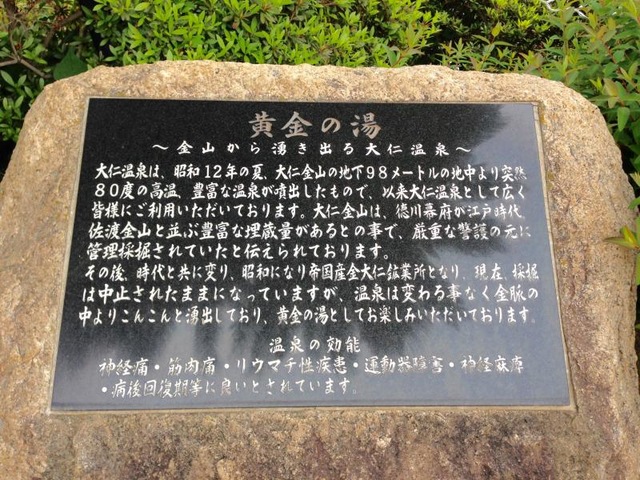 黄金の湯
～金山から湧き出る大仁温泉～
大仁温泉は、昭和12年の夏、大仁金山の地下98メートルの地中より突然
80度の高温、豊富な温泉が噴出したもので、以来大仁温泉として広く
皆様にご利用いただいております。大仁金山は、徳川幕府が江戸時代、
佐渡金山と並ぶ豊富な埋蔵量があるとの事で、厳重な警護の元に
管理採掘されていたと伝えられております。
その後、時代と共に変り、昭和になり帝国産金大仁鉱業所となり、現在、採掘
は中止されたままになっていますが、温泉は変わる事なく金脈の
中よりこんこんと湧出しており、黄金の湯としてお楽しみいただいております。
温泉の効能
神経痛・筋肉痛・リウマチ性疾患・運動器障害・神経麻痺
・病後回復期等に良いとされています。